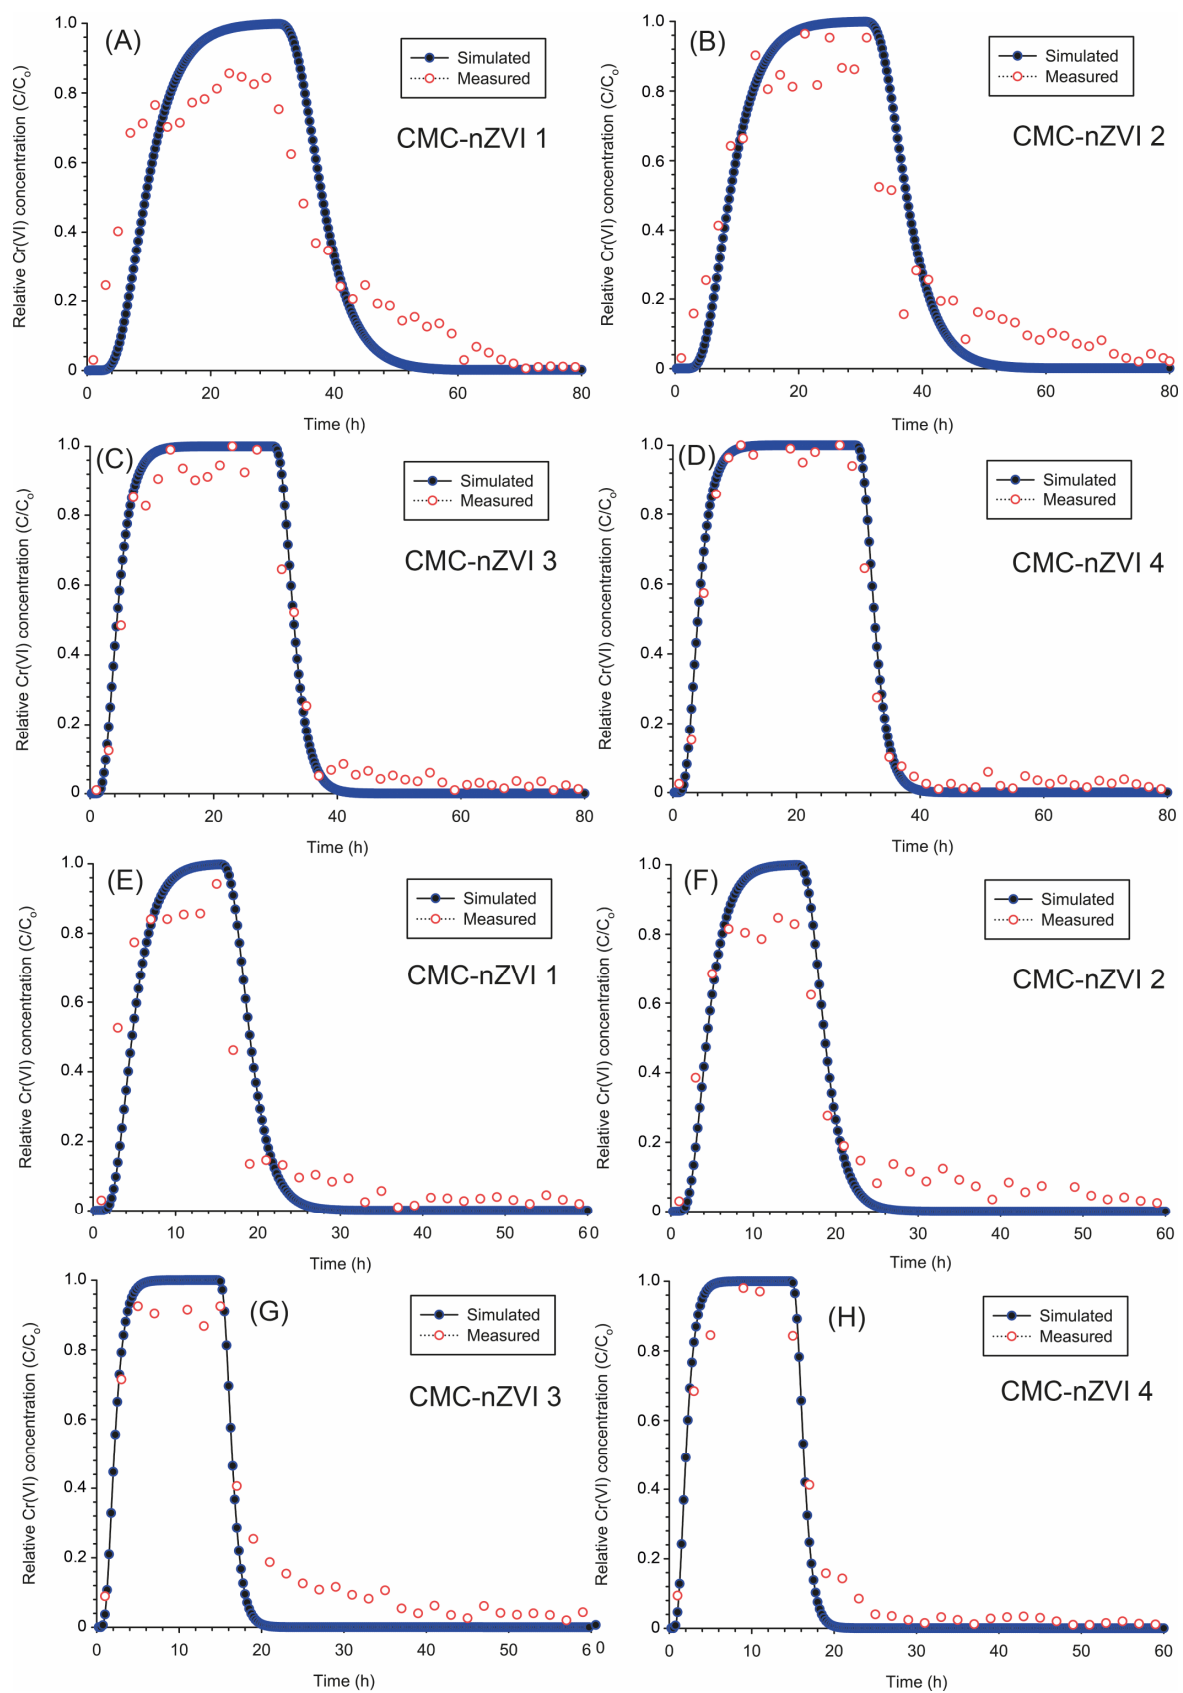 (A)
Simulated
Measured
CMC-nZVI 1
Relative Cr(VI) concentration (C/Co)
1.0
0.8
0.6
0.4
0.2
0
0 20 40 60 80
Time (h)
(B)
Simulated
Measured
CMC-nZVI 2
Relative Cr(VI) concentration (C/Co)
1.0
0.8
0.6
0.4
0.2
0
0 20 40 60 80
Time (h)
(C)
Simulated
Measured
CMC-nZVI 3
Relative Cr(VI) concentration (C/Co)
1.0
0.8
0.6
0.4
0.2
0
0 20 40 60 80
Time (h)
(D)
Simulated
Measured
CMC-nZVI 4
Relative Cr(VI) concentration (C/Co)
1.0
0.8
0.6
0.4
0.2
0
0 20 40 60 80
Time (h)
(E)
Simulated
Measured
CMC-nZVI 1
Relative Cr(VI) concentration (C/Co)
1.0
0.8
0.6
0.4
0.2
0
0 10 20 30 40 50 60
Time (h)
(F)
Simulated
Measured
CMC-nZVI 2
Relative Cr(VI) concentration (C/Co)
1.0
0.8
0.6
0.4
0.2
0
0 10 20 30 40 50 60
Time (h)
(G)
Simulated
Measured
CMC-nZVI 3
Relative Cr(VI) concentration (C/Co)
1.0
0.8
0.6
0.4
0.2
0
0 10 20 30 40 50 60
Time (h)
(H)
Simulated
Measured
CMC-nZVI 4
Relative Cr(VI) concentration (C/Co)
1.0
0.8
0.6
0.4
0.2
0
0 10 20 30 40 50 60
Time (h)